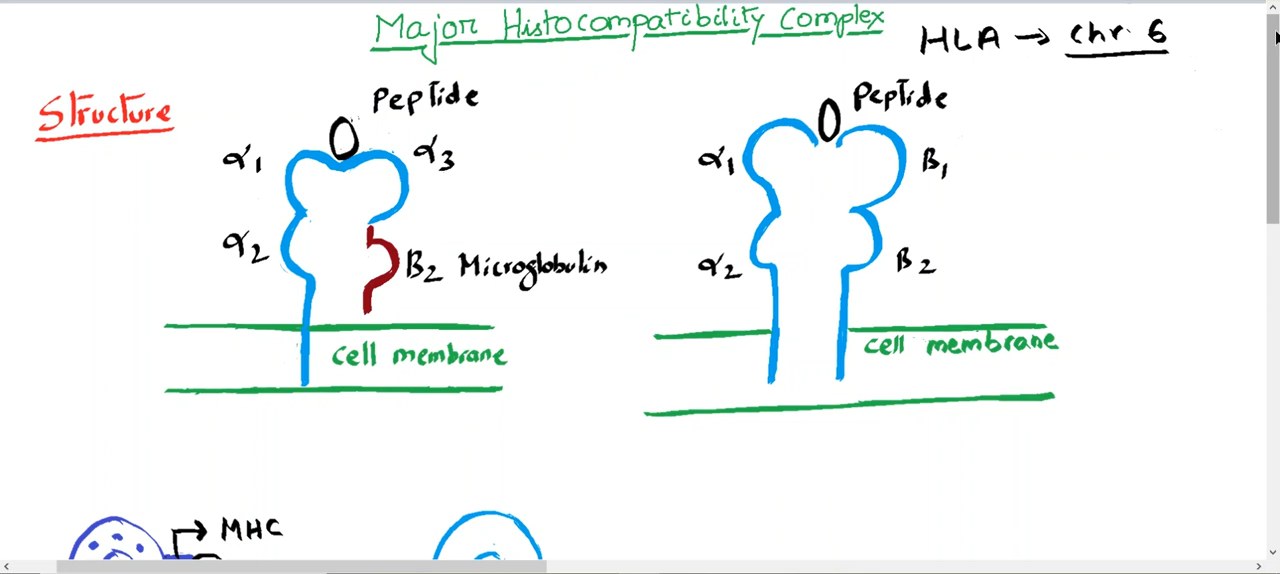 Major Histocompatibility Complex
HLA → chr. 6
Structure
Peptide
α1
α3
α2
B2 Microglobulin
cell membrane
Peptide
α1
B1
α2
B2
cell membrane
MHC